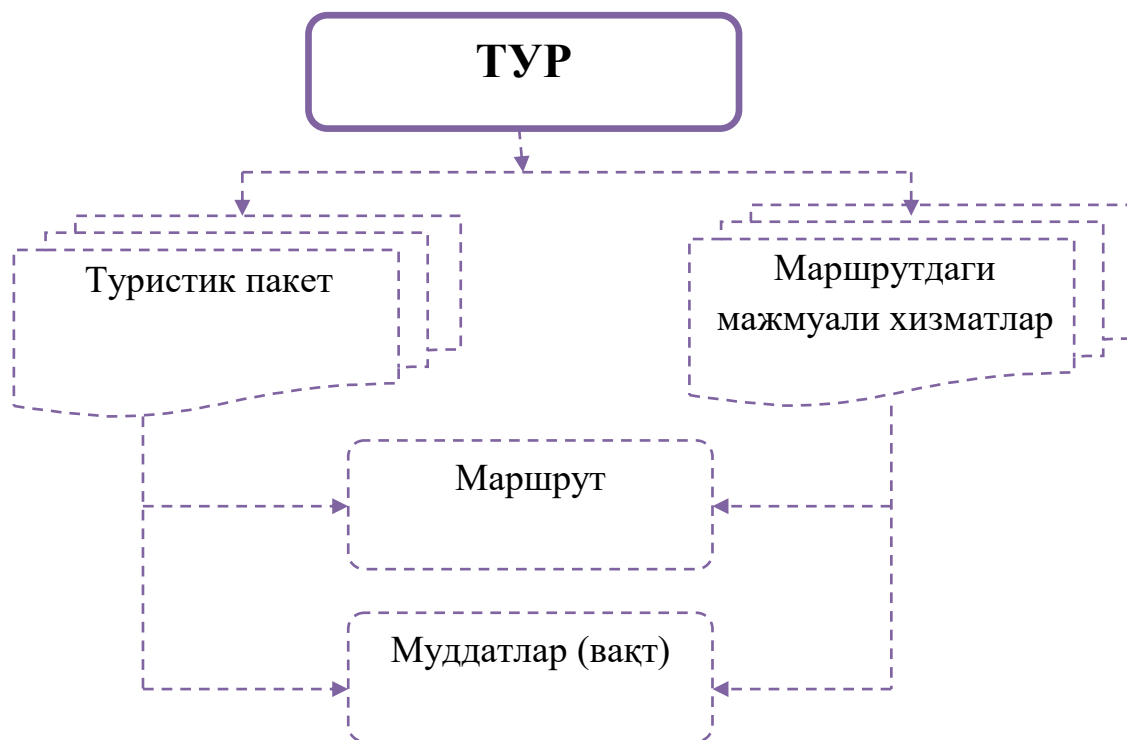 ТУР
Туристик пакет
Маршрутдаги
мажмуали хизматлар
Маршрут
Муддатлар (вақт)